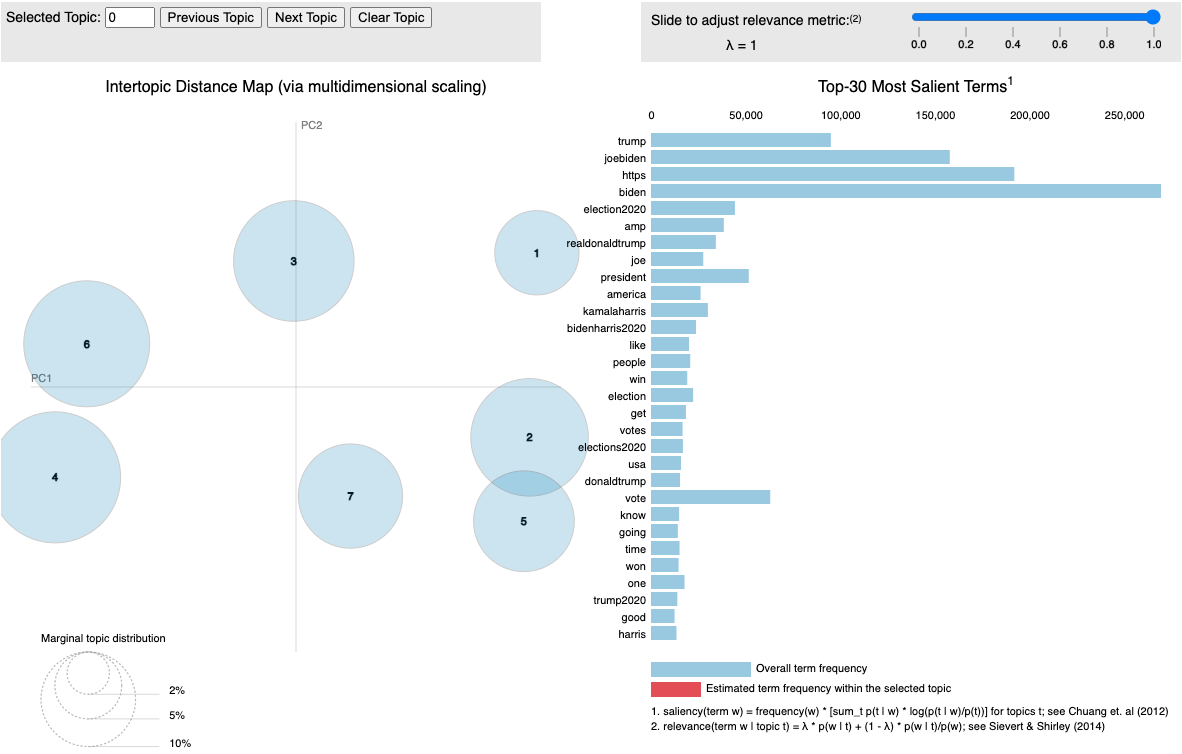 Selected Topic: 0 Previous Topic Next Topic Clear Topic
Slide to adjust relevance metric:(2)
λ = 1
0.0 0.2 0.4 0.6 0.8 1.0
Intertopic Distance Map (via multidimensional scaling)
PC2
PC1
3
1
6
2
4
7
5
Marginal topic distribution
2%
5%
10%
Top-30 Most Salient Terms1
0 50,000 100,000 150,000 200,000 250,000
trump
joebiden
https
biden
election2020
amp
realdonaldtrump
joe
president
america
kamalaharris
bidenharris2020
like
people
win
election
get
votes
elections2020
usa
donaldtrump
vote
know
going
time
won
one
trump2020
good
harris
Overall term frequency
Estimated term frequency within the selected topic
1. saliency(term w) = frequency(w) * [sum_t p(t | w) * log(p(t | w)/p(t))] for topics t; see Chuang et. al (2012)
2. relevance(term w | topic t) = λ * p(w | t) + (1 - λ) * p(w | t)/p(w); see Sievert & Shirley (2014)